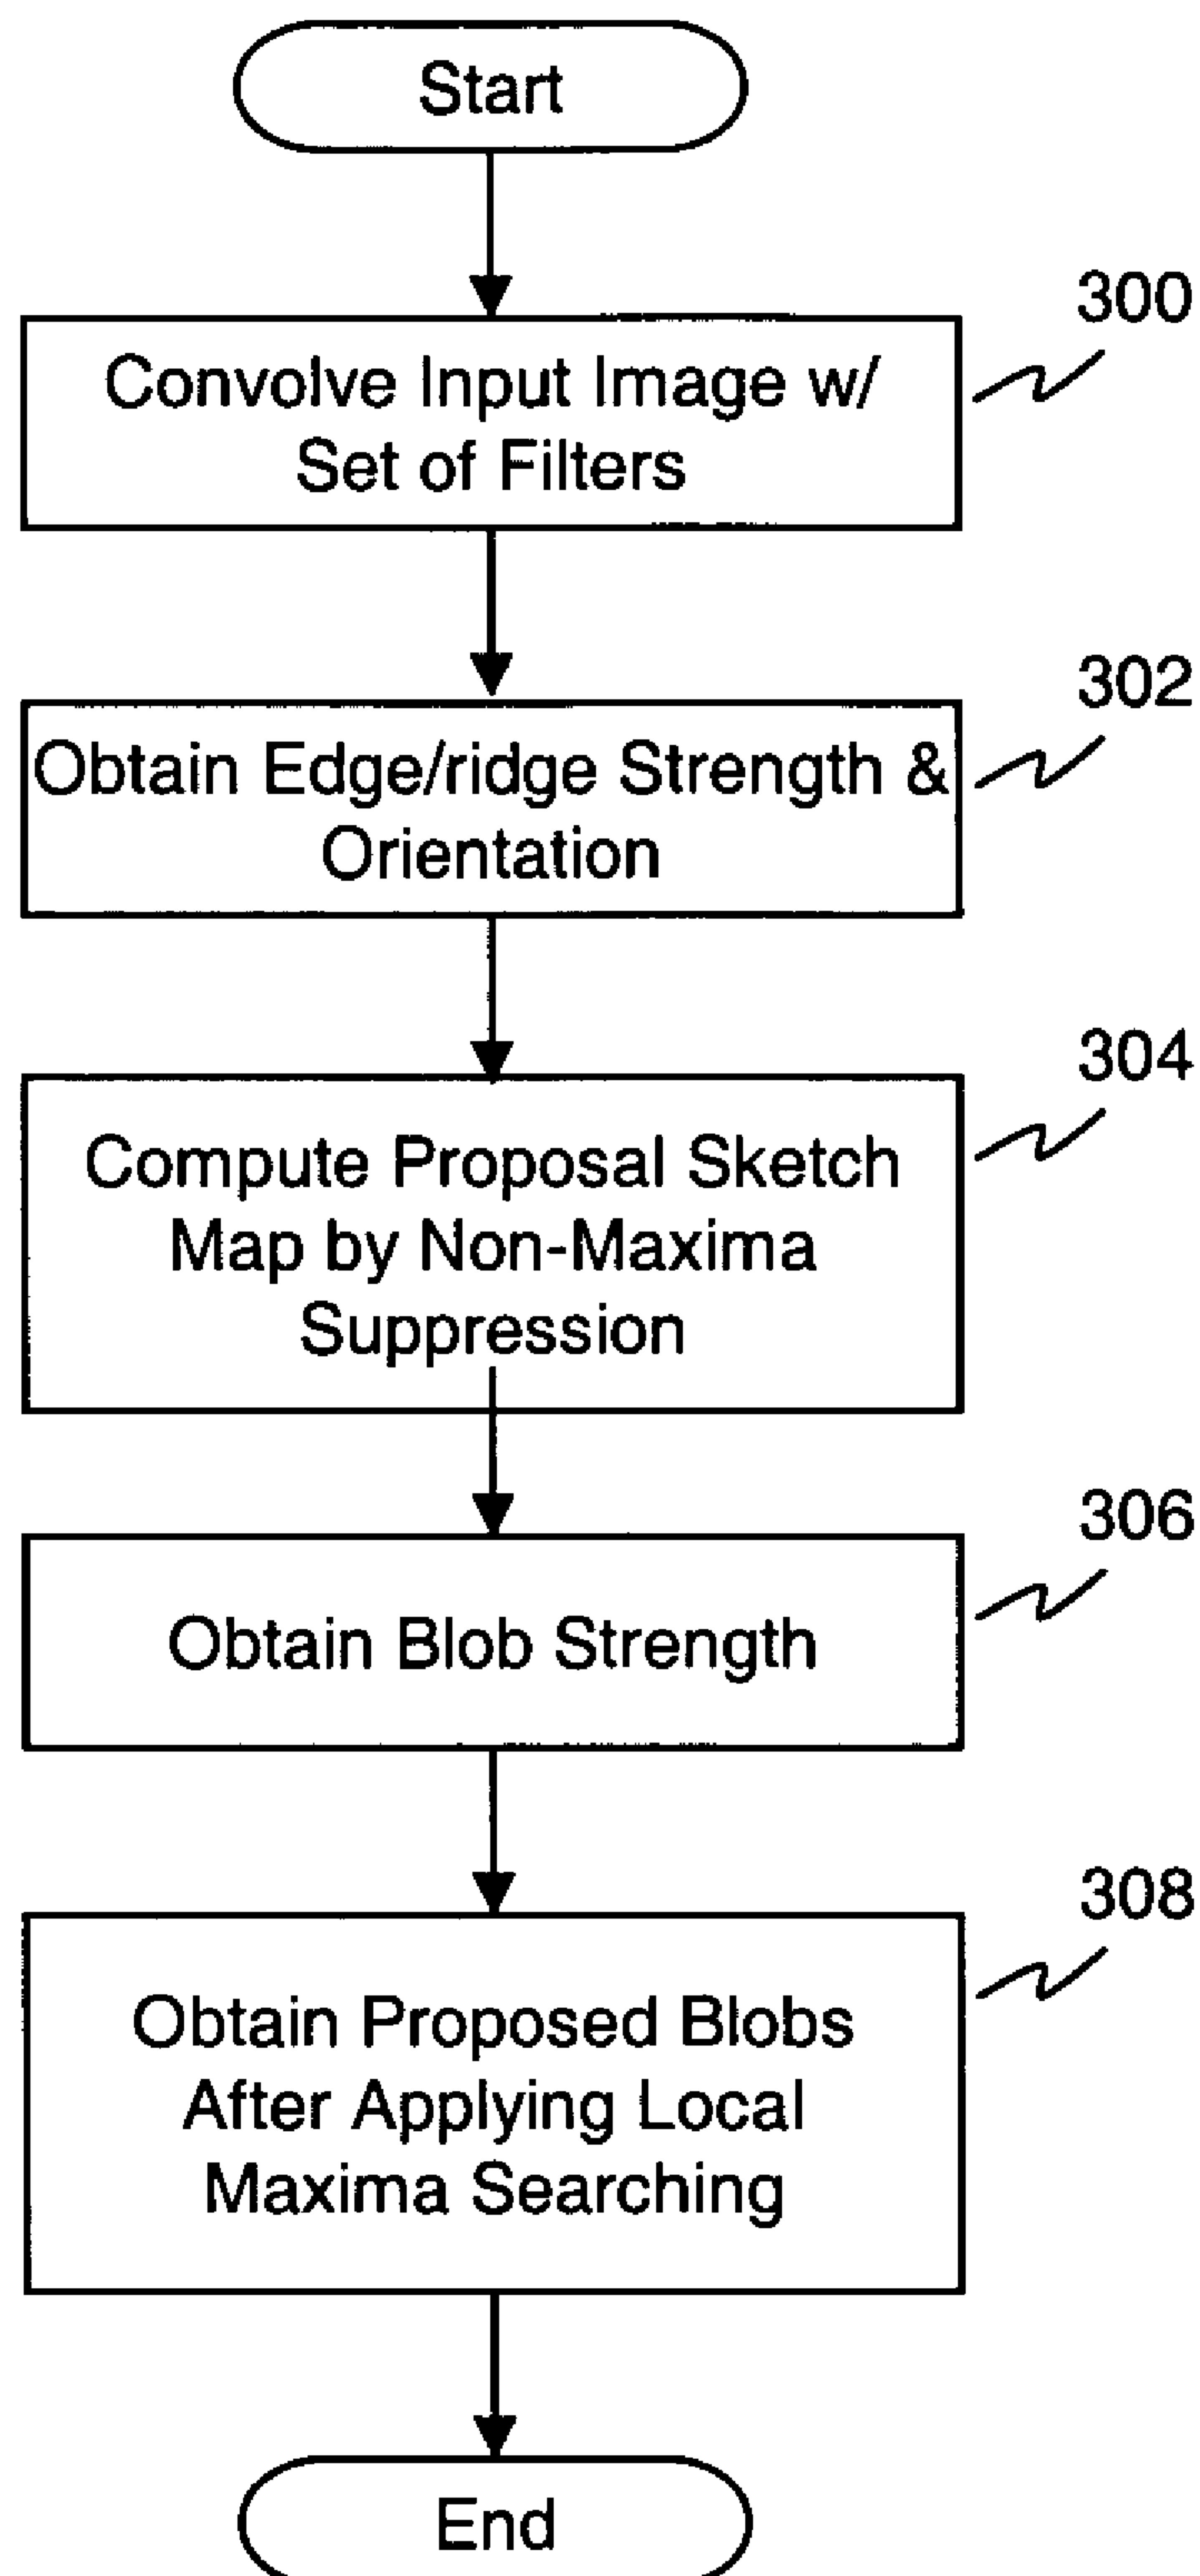 Start
300
Convolve Input Image w/
Set of Filters
302
Obtain Edge/ridge Strength &
Orientation
304
Compute Proposal Sketch
Map by Non-Maxima
Suppression
306
Obtain Blob Strength
308
Obtain Proposed Blobs
After Applying Local
Maxima Searching
End